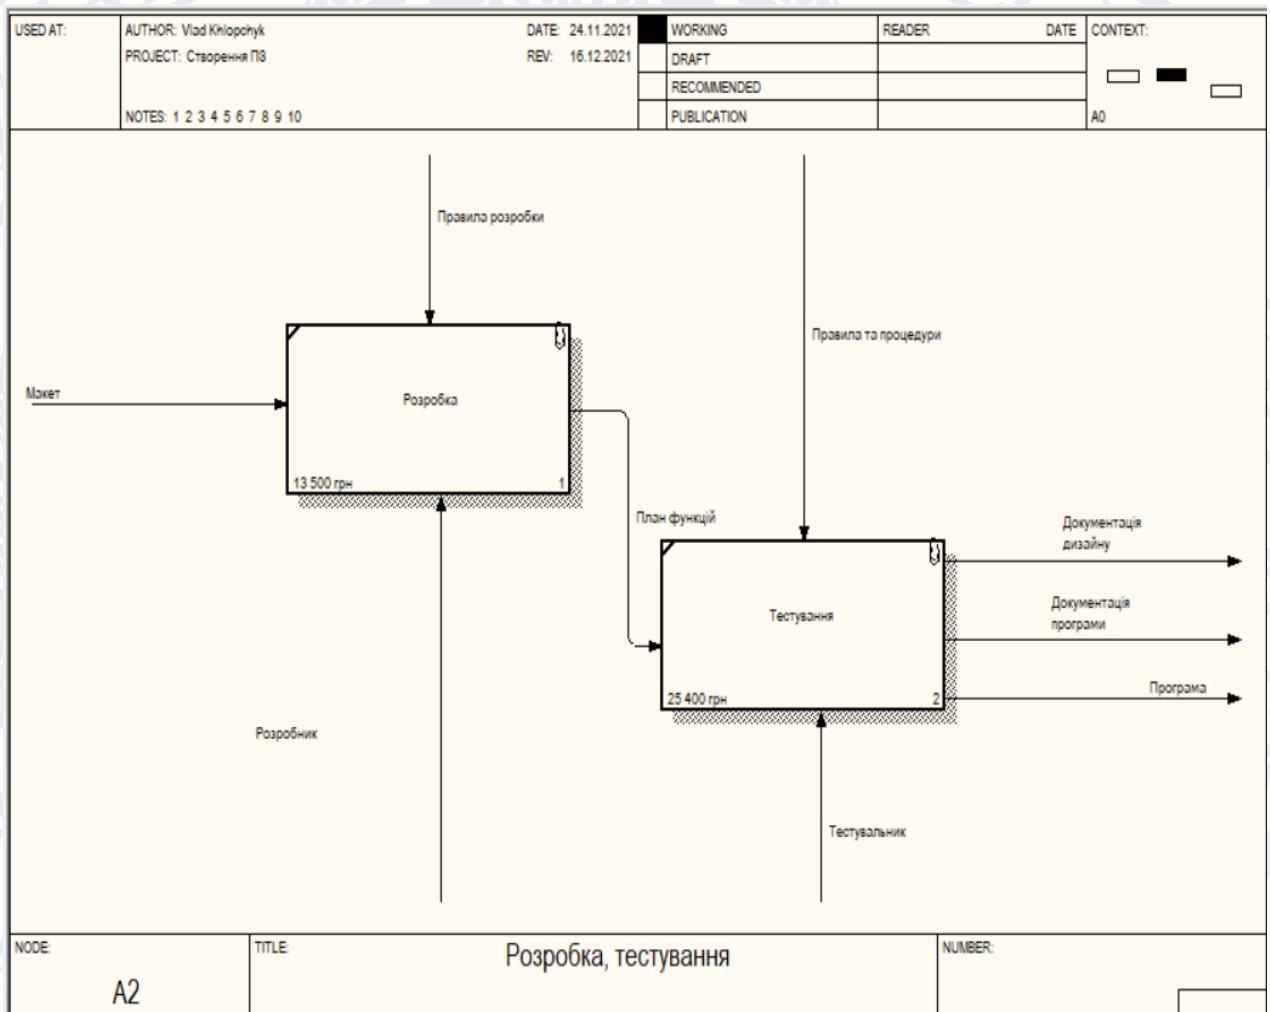 USED AT:
AUTHOR: Vlad Khlopchyk
DATE: 24.11.2021
WORKING
READER
DATE
CONTEXT:
PROJECT: Створення ПЗ
REV: 16.12.2021
DRAFT
RECOMMENDED
NOTES: 1 2 3 4 5 6 7 8 9 10
PUBLICATION
A0
Правила розробки
Правила та процедури
Макет
Розробка
13 500 грн
1
План функцій
Документація
дизайну
Документація
програми
Тестування
Програма
25 400 грн
2
Розробник
Тестувальник
NODE:
TITLE:
Розробка, тестування
NUMBER:
A2